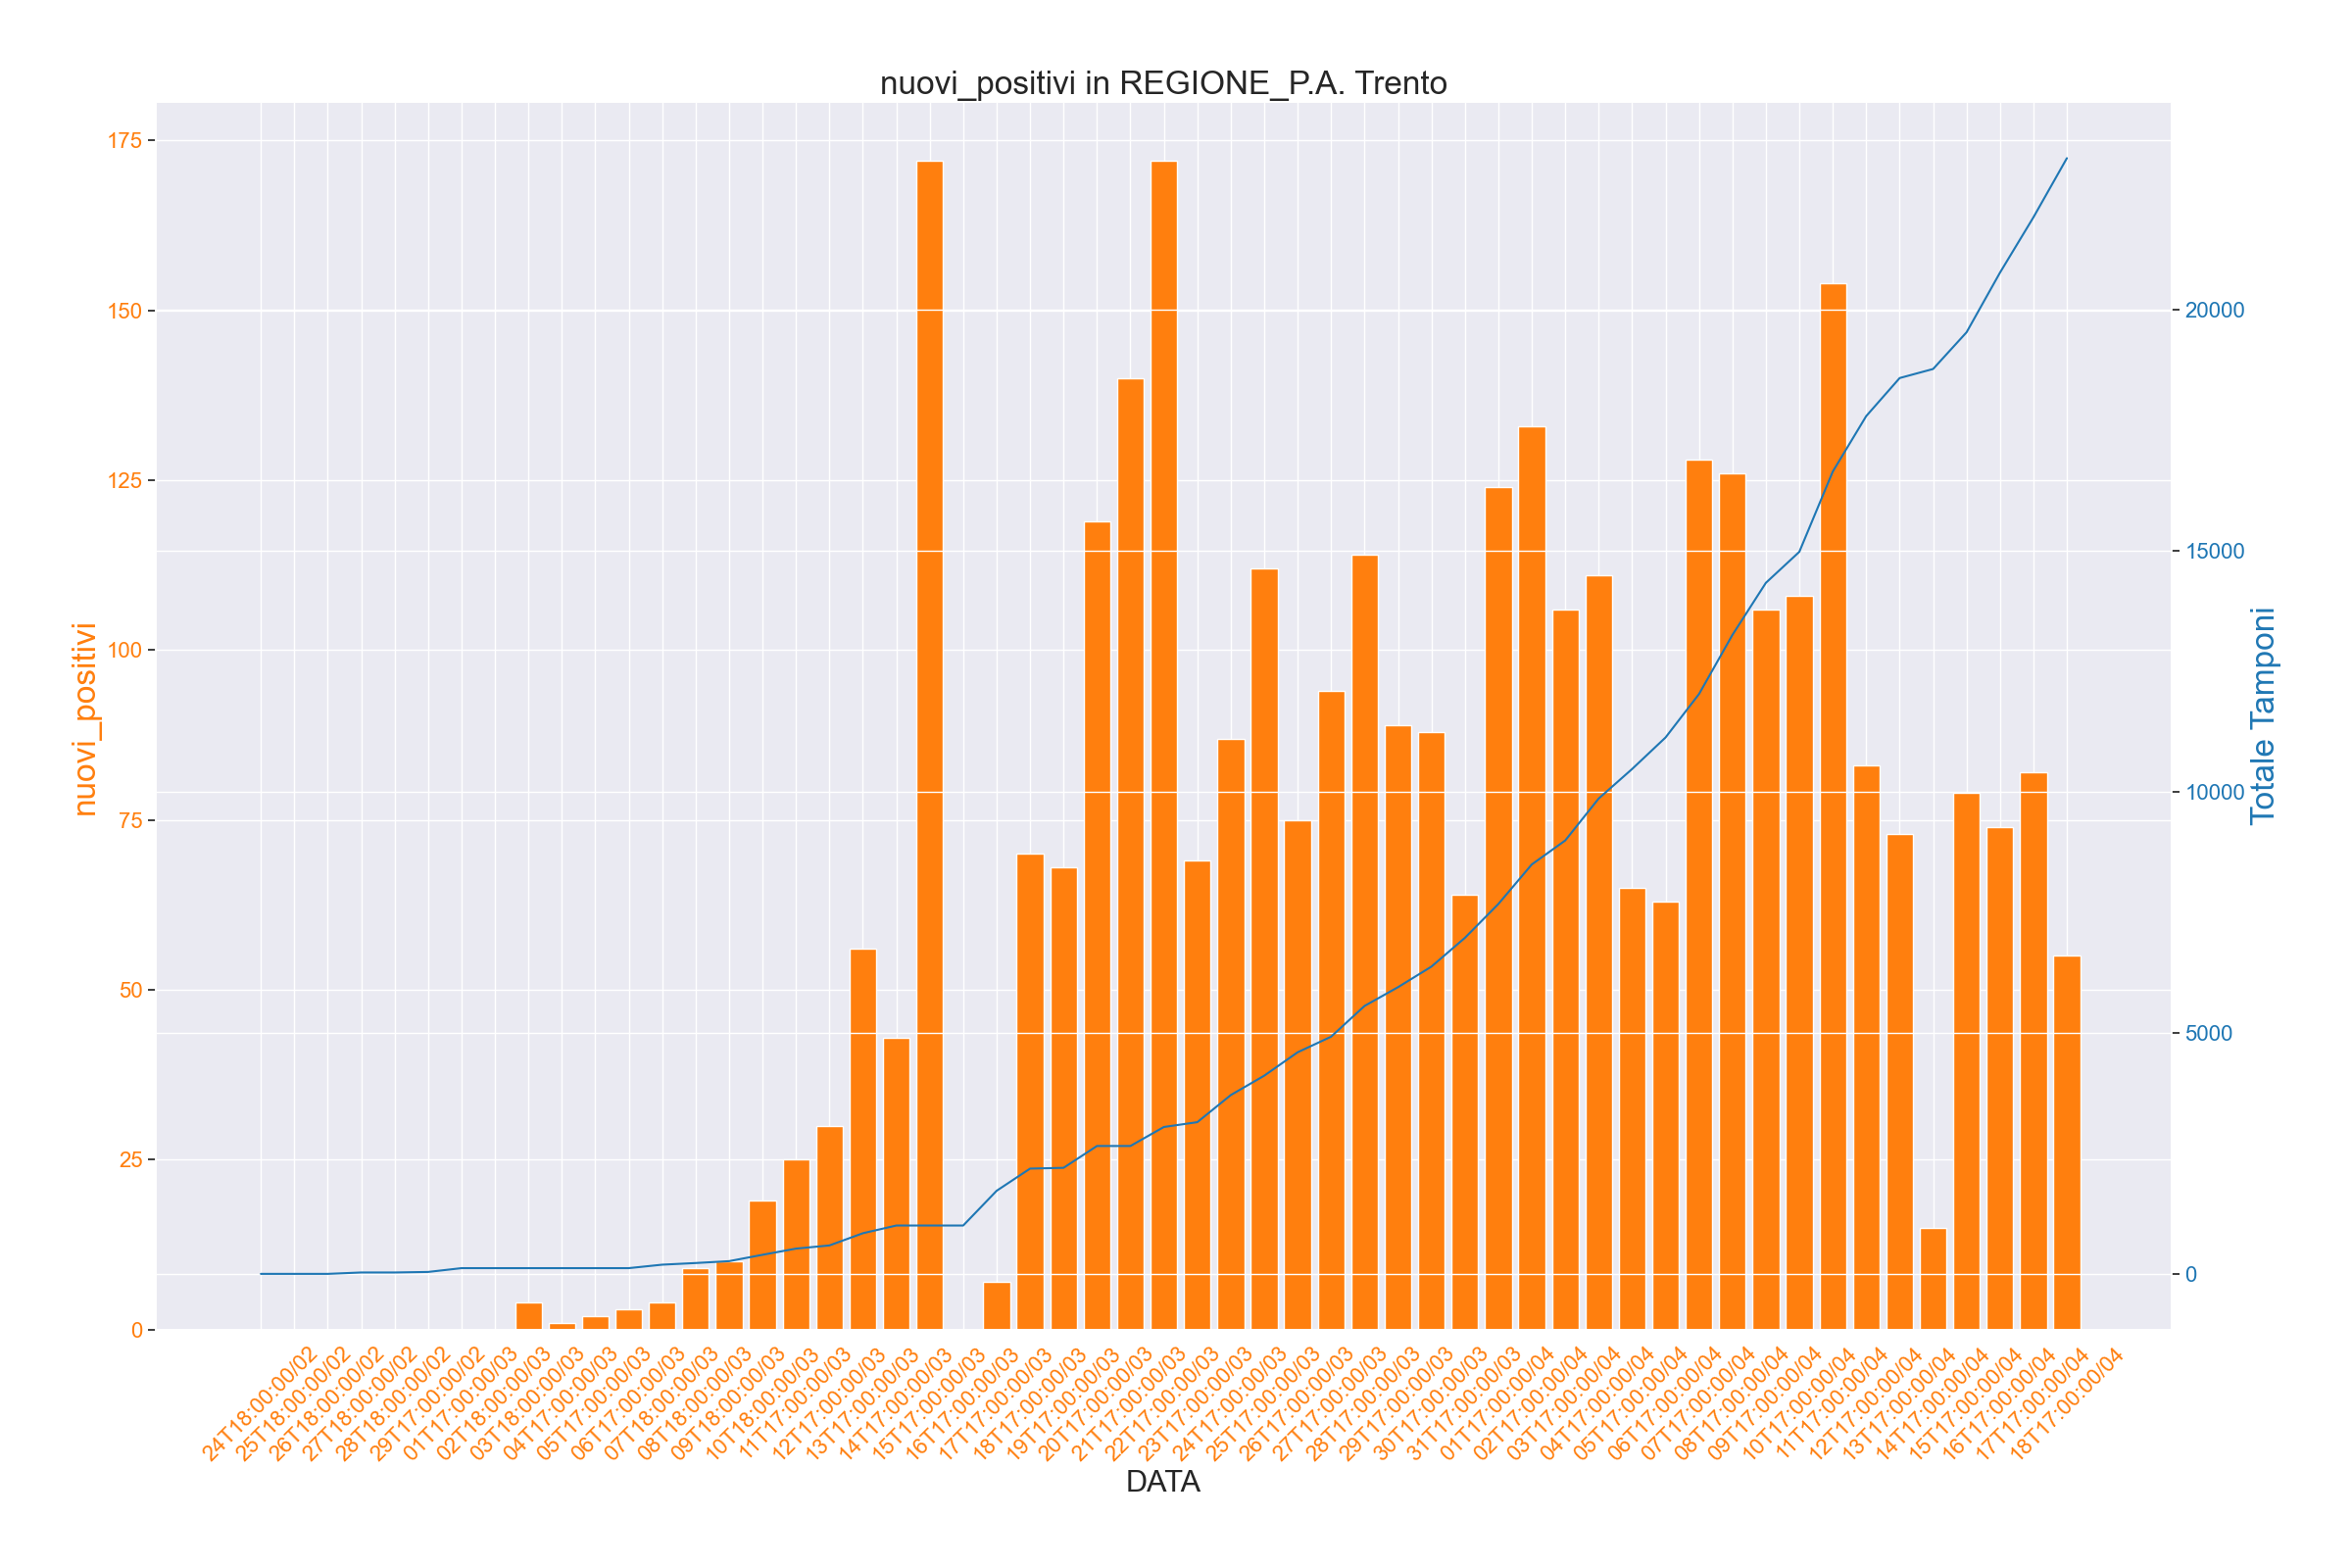 nuovi_positivi in REGIONE_P.A. Trento
175
150
125
100
75
50
25
0
nuovi_positivi
20000
15000
10000
5000
0
Totale Tamponi
24T18:00:00/02
25T18:00:00/02
26T18:00:00/02
27T18:00:00/02
28T18:00:00/02
29T17:00:00/02
01T17:00:00/03
02T18:00:00/03
03T18:00:00/03
04T17:00:00/03
05T17:00:00/03
06T17:00:00/03
07T18:00:00/03
08T18:00:00/03
09T18:00:00/03
10T18:00:00/03
11T17:00:00/03
12T17:00:00/03
13T17:00:00/03
14T17:00:00/03
15T17:00:00/03
16T17:00:00/03
17T17:00:00/03
18T17:00:00/03
19T17:00:00/03
20T17:00:00/03
21T17:00:00/03
22T17:00:00/03
23T17:00:00/03
24T17:00:00/03
25T17:00:00/03
26T17:00:00/03
27T17:00:00/03
28T17:00:00/03
29T17:00:00/03
30T17:00:00/03
31T17:00:00/03
01T17:00:00/04
02T17:00:00/04
03T17:00:00/04
04T17:00:00/04
05T17:00:00/04
06T17:00:00/04
07T17:00:00/04
08T17:00:00/04
09T17:00:00/04
10T17:00:00/04
11T17:00:00/04
12T17:00:00/04
13T17:00:00/04
14T17:00:00/04
15T17:00:00/04
16T17:00:00/04
17T17:00:00/04
18T17:00:00/04
DATA